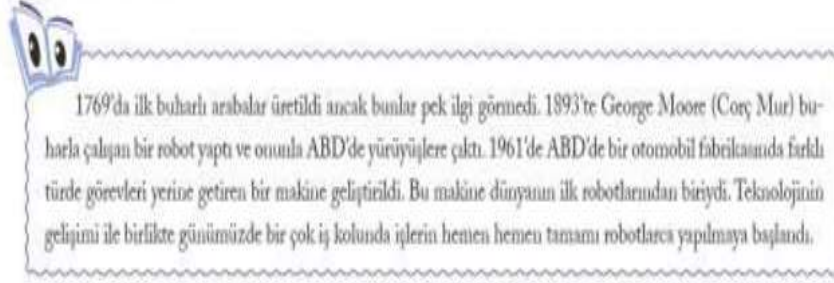 1769'da ilk buharlı arabalar üretildi ancak bunlar pek ilgi görmedi. 1893'te George Moore (Corç Mur) bu-
harla çalışan bir robot yaptı ve onunla ABD'de yürüyüşlere çıktı. 1961'de ABD'de bir otomobil fabrikasında farklı
türde görevleri yerine getiren bir makine geliştirildi. Bu makine dünyanın ilk robotlarından biriydi. Teknolojinin
gelişimi ile birlikte günümüzde bir çok iş kolunda işlerin hemen hemen tamamı robotlarca yapılmaya başlandı.